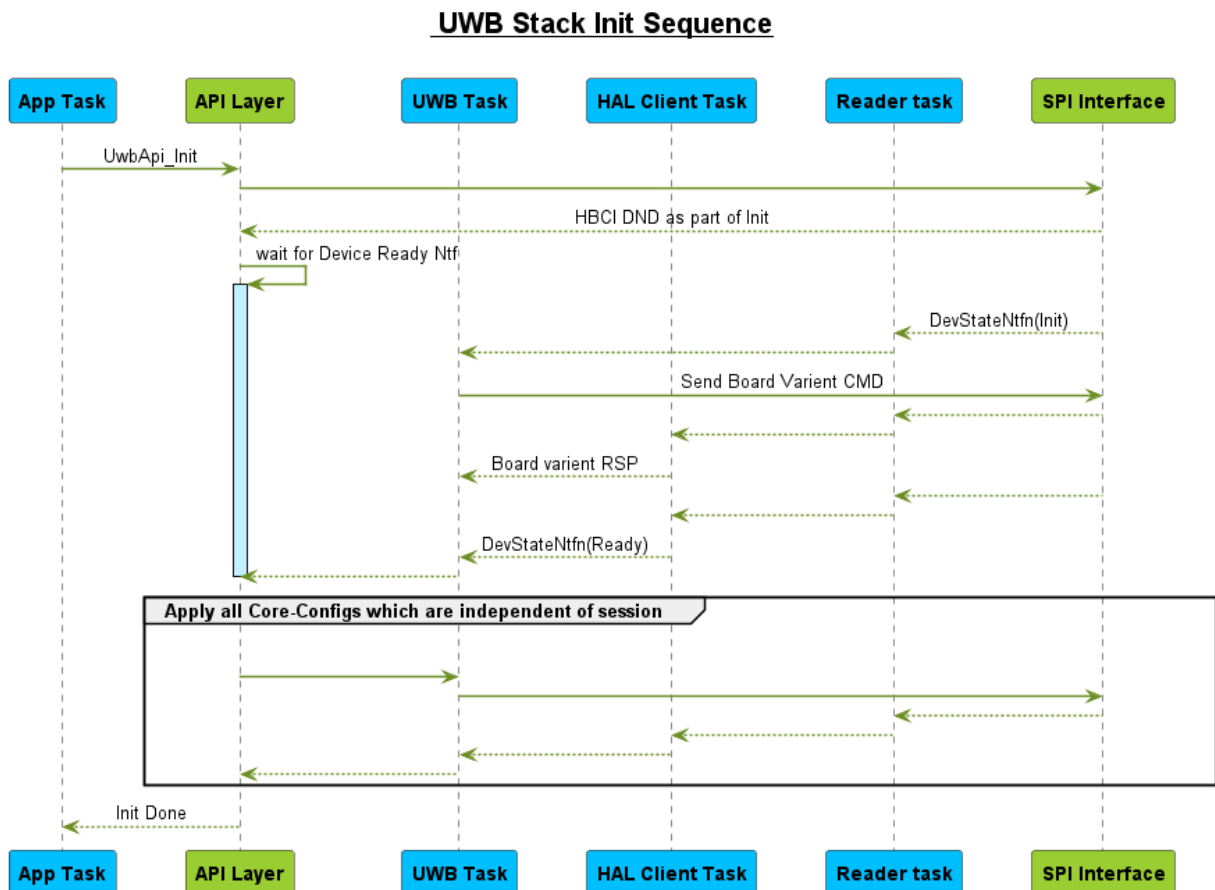 UWB Stack Init Sequence
App Task API Layer UWB Task HAL Client Task Reader task SPI Interface
UwbApi_Init
HBCI DND as part of Init
wait for Device Ready Ntf
DevStateNtfn(Init)
Send Board Varient CMD
Board varient RSP
DevStateNtfn(Ready)
Apply all Core-Configs which are independent of session
Init Done
App Task API Layer UWB Task HAL Client Task Reader task SPI Interface